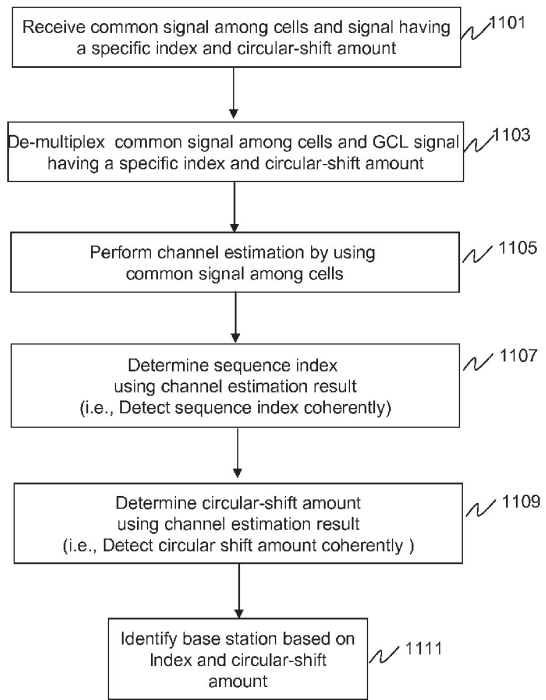 Receive common signal among cells and signal having
a specific index and circular-shift amount
1101
De-multiplex common signal among cells and GCL signal
having a specific index and circular-shift amount
1103
Perform channel estimation by using
common signal among cells
1105
Determine sequence index
using channel estimation result
(i.e., Detect sequence index coherently)
1107
Determine circular-shift amount
using channel estimation result
(i.e., Detect circular shift amount coherently )
1109
Identify base station based on
Index and circular-shift
amount
1111